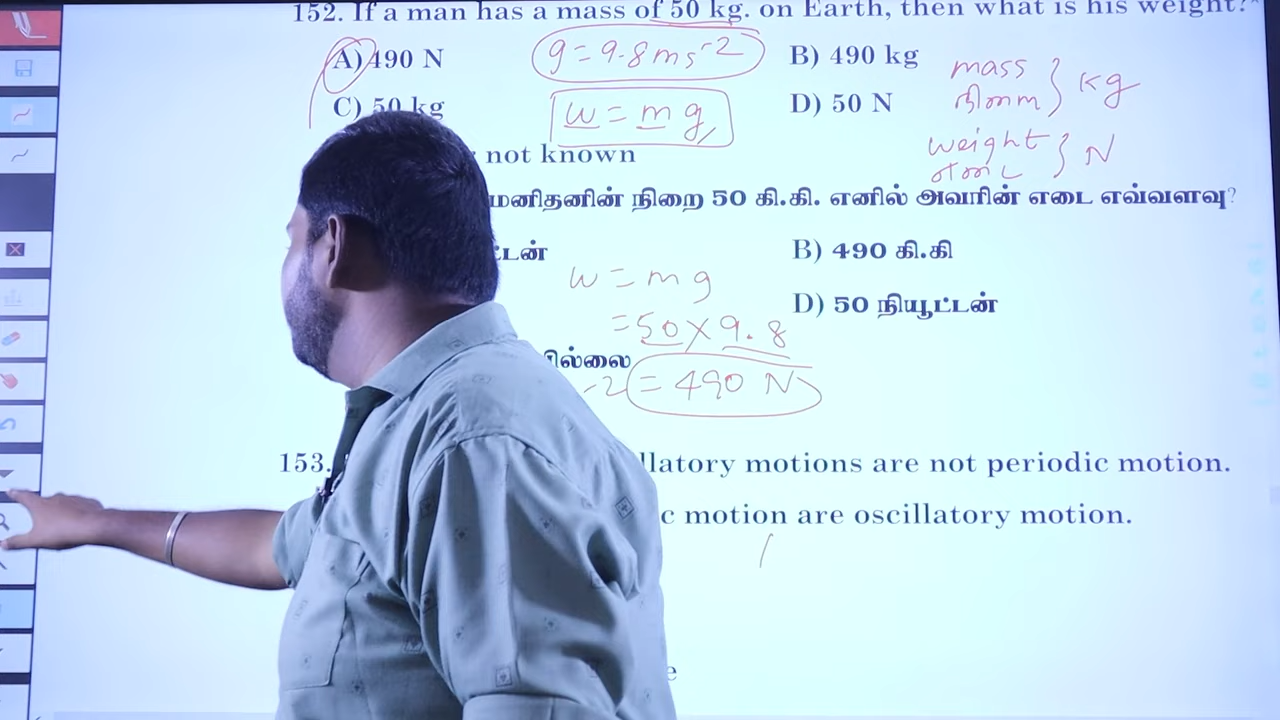 152. If a man has a mass of 50 kg. on Earth, then what is his weight?
A) 490 N
g = 9.8 ms⁻²
B) 490 kg
mass
நிறை
kg
C) 50 kg
w = mg
D) 50 N
weight
எடை
N
not known
மனிதனின் நிறை 50 கி.கி. எனில் அவரின் எடை எவ்வளவு?
B) 490 கி.கி
w = mg
D) 50 நியூட்டன்
= 50 × 9.8
= 490 N
153.
motions are not periodic motion.
motion are oscillatory motion.